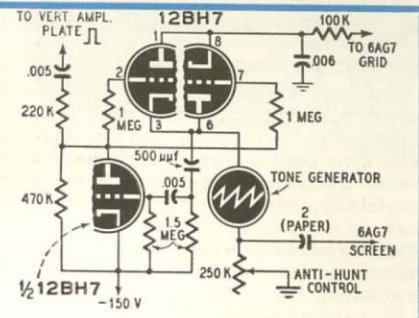 TO VERT. AMPL.
PLATE
12BH7
100K
TO 6AG7
GRID
.005
.006
1
8
2
7
3
6
220K
1
MEG
1 MEG
500 µµf
TONE GENERATOR
.005
470K
1.5
MEG
2
(PAPER)
6AG7
SCREEN
½ 12BH7
250K
ANTI-HUNT
CONTROL
-150 V